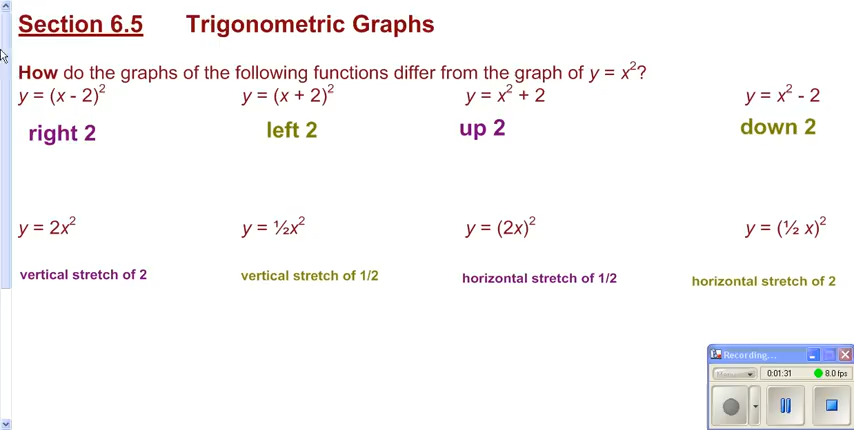 Section 6.5 Trigonometric Graphs
How do the graphs of the following functions differ from the graph of y = x²?
y = (x - 2)² y = (x + 2)² y = x² + 2 y = x² - 2
right 2 left 2 up 2 down 2
y = 2x² y = ½x² y = (2x)² y = (½ x)²
vertical stretch of 2 vertical stretch of 1/2 horizontal stretch of 1/2 horizontal stretch of 2
Recording...
0:01:31 8.0 fps